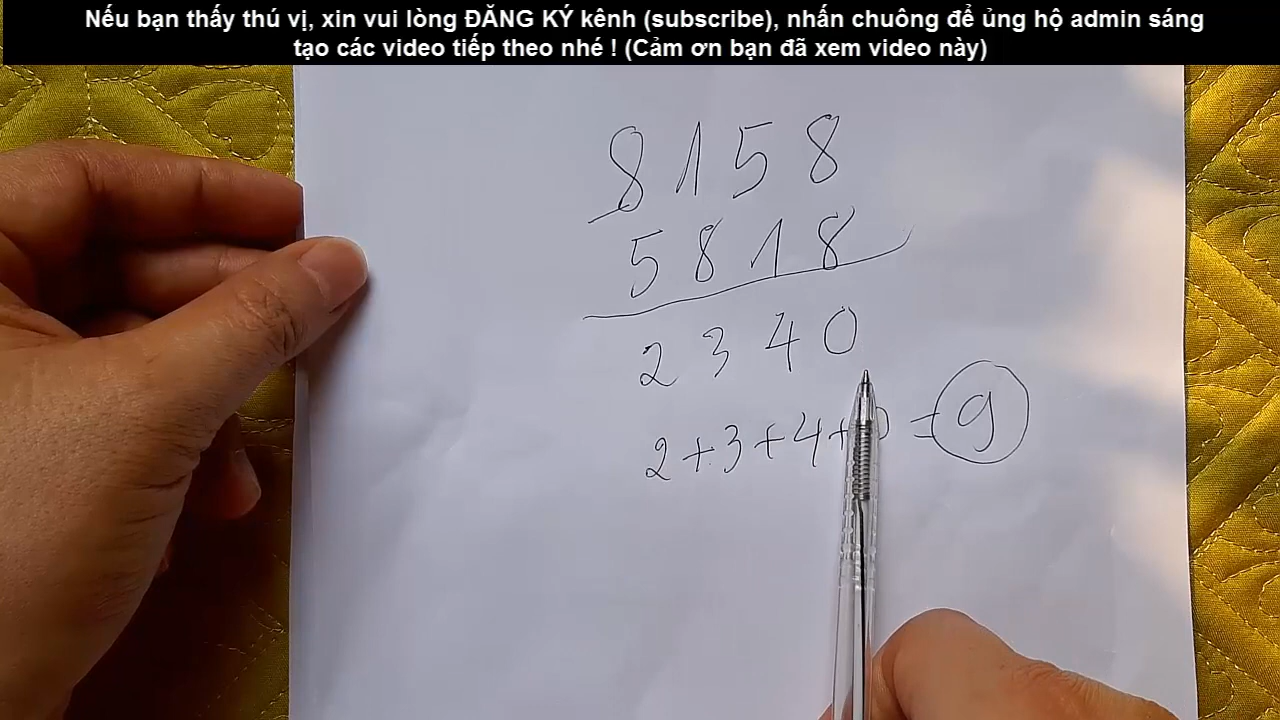 Nếu bạn thấy thú vị, xin vui lòng ĐĂNG KÝ kênh (subscribe), nhấn chuông để ủng hộ admin sáng
tạo các video tiếp theo nhé ! (Cảm ơn bạn đã xem video này)
8158
5818
2340
2+3+4+0=9